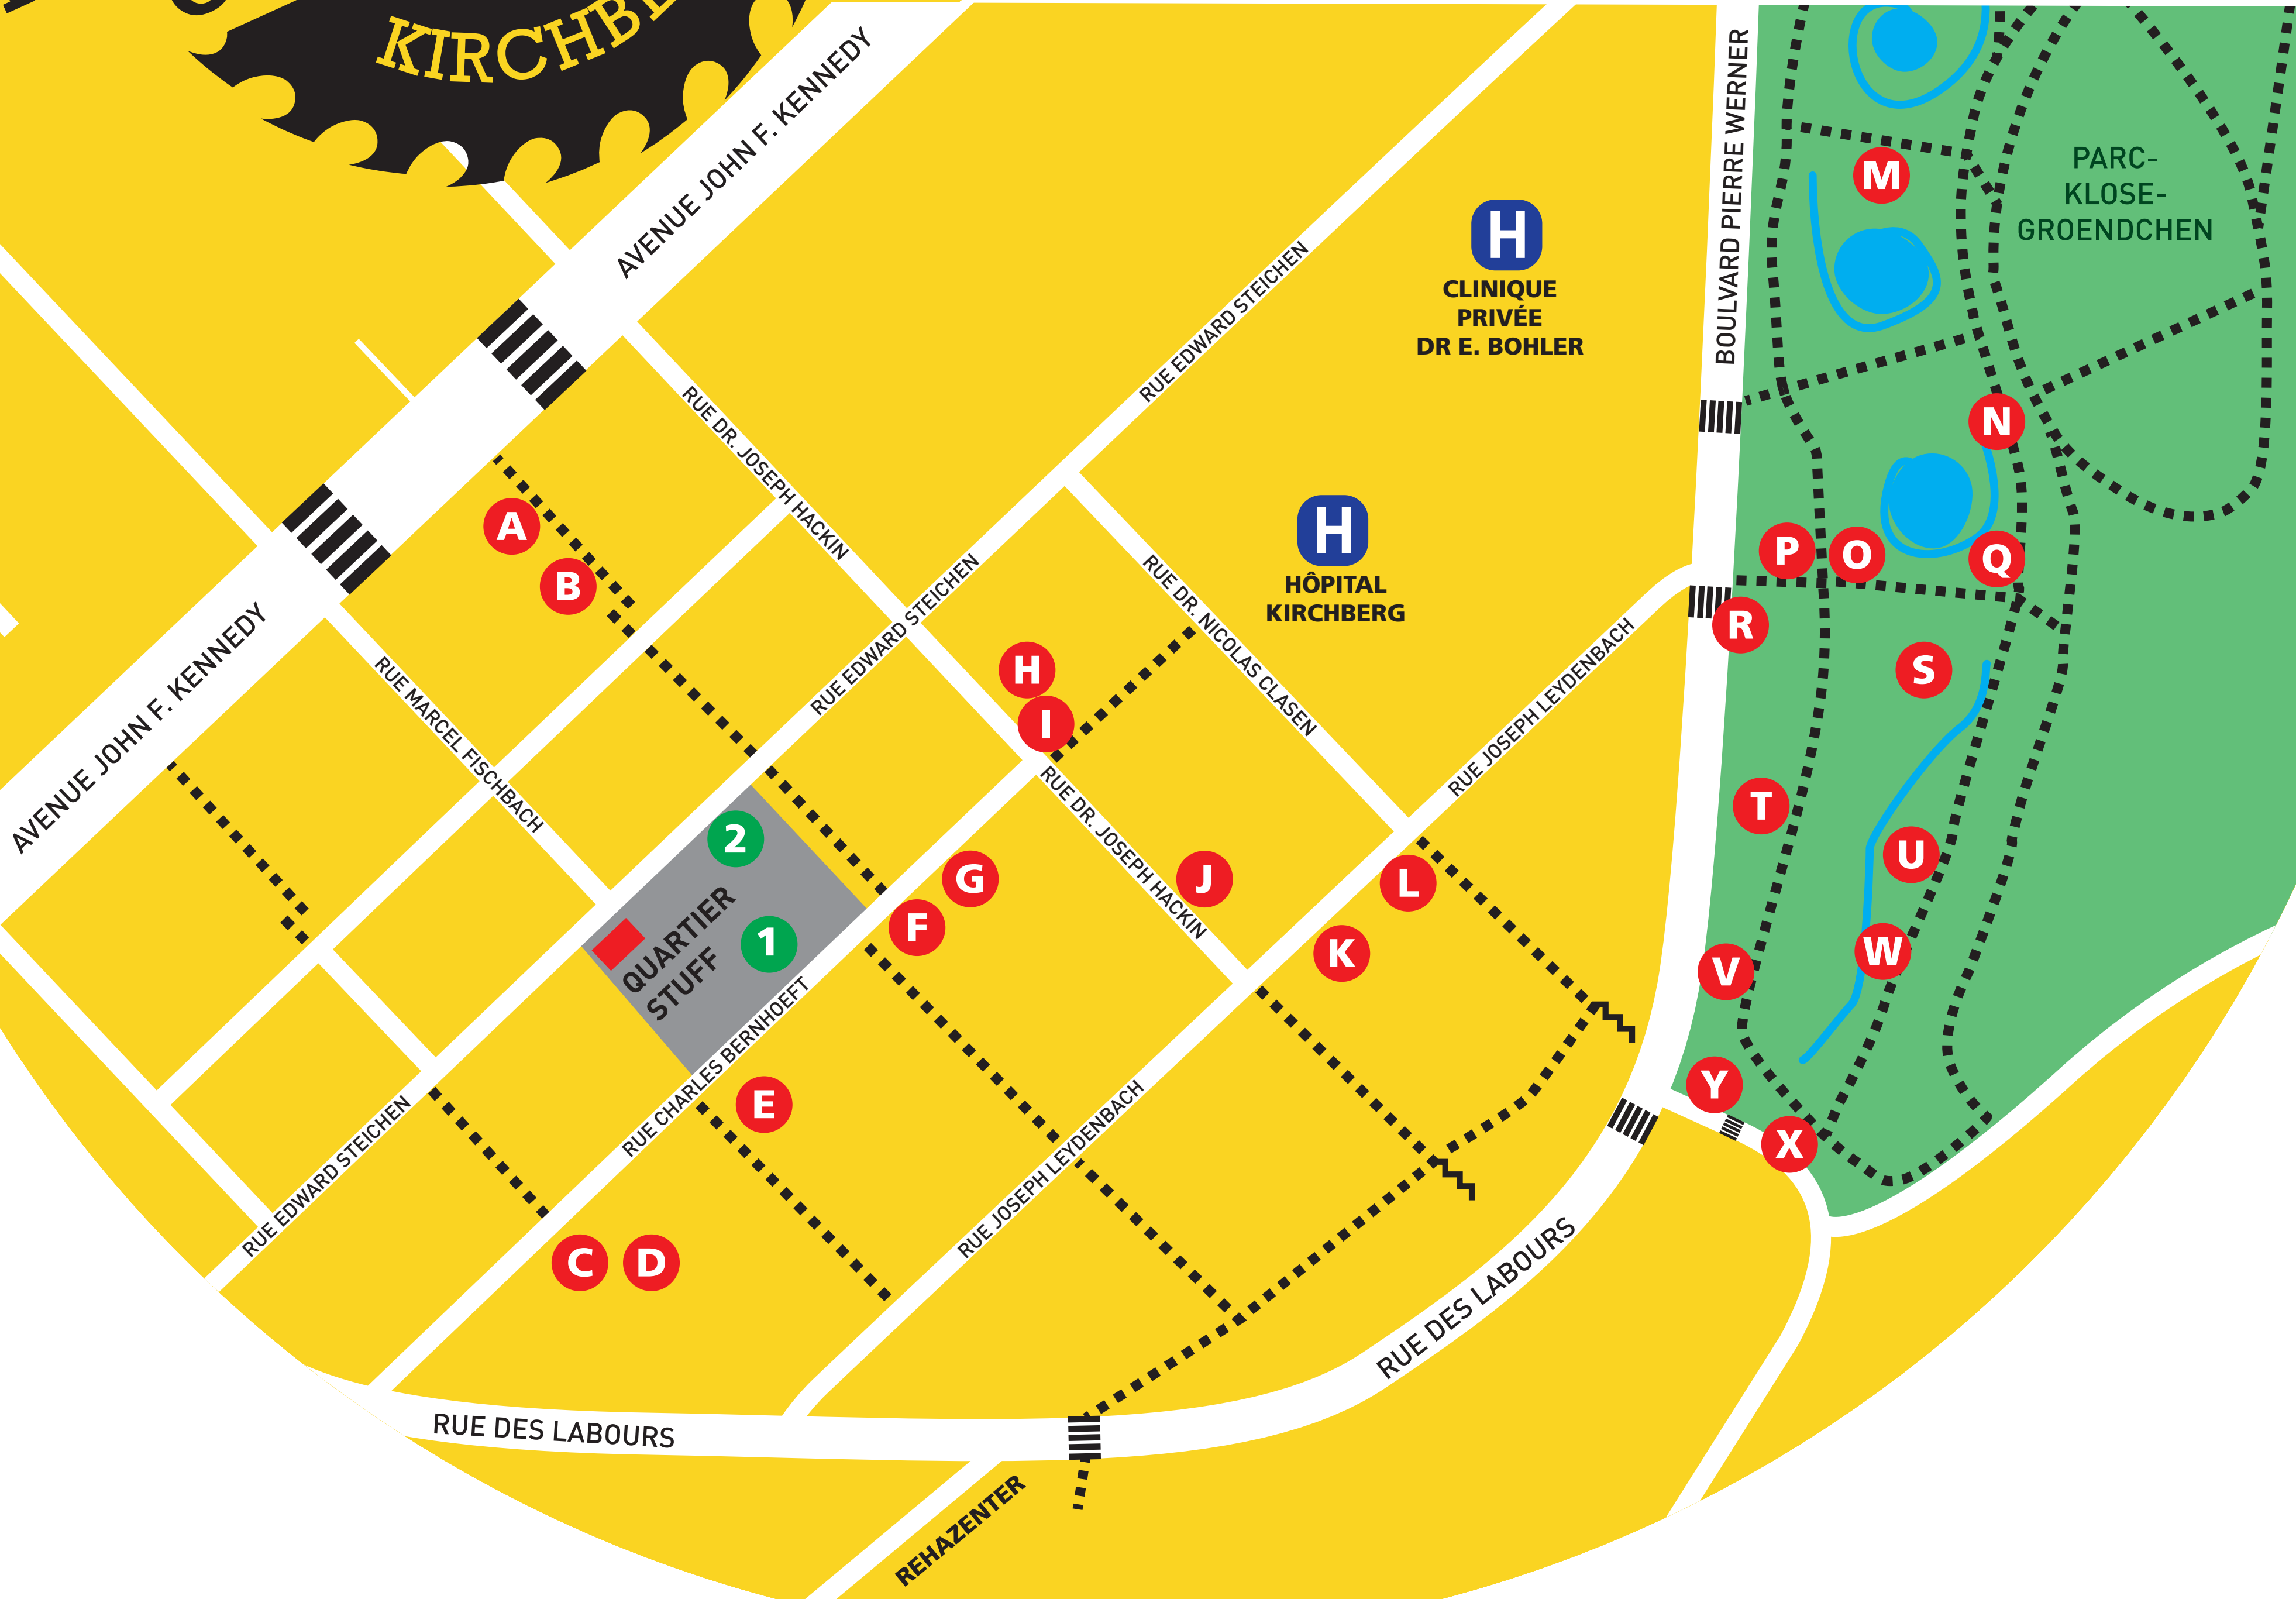 KIRCHBE
AVENUE JOHN F. KENNEDY
BOULVARD PIERRE WERNER
PARC-
KLOSE-
GROENDCHEN
M
H
CLINIQUE
PRIVÉE
DR E. BOHLER
RUE EDWARD STEICHEN
RUE DR. JOSEPH HACKIN
N
A
B
H
HÔPITAL
KIRCHBERG
P
O
Q
R
S
RUE DR. NICOLAS CLASEN
RUE JOSEPH LEYDENBACH
RUE EDWARD STEICHEN
H
I
AVENUE JOHN F. KENNEDY
RUE MARCEL FISCHBACH
T
2
1
QUARTIER
STUFF
G
F
RUE DR. JOSEPH HACKIN
J
L
K
U
W
V
Y
X
RUE CHARLES BERNHOEFT
E
RUE EDWARD STEICHEN
RUE JOSEPH LEYDENBACH
C
D
RUE DES LABOURS
RUE DES LABOURS
REHAZENTER